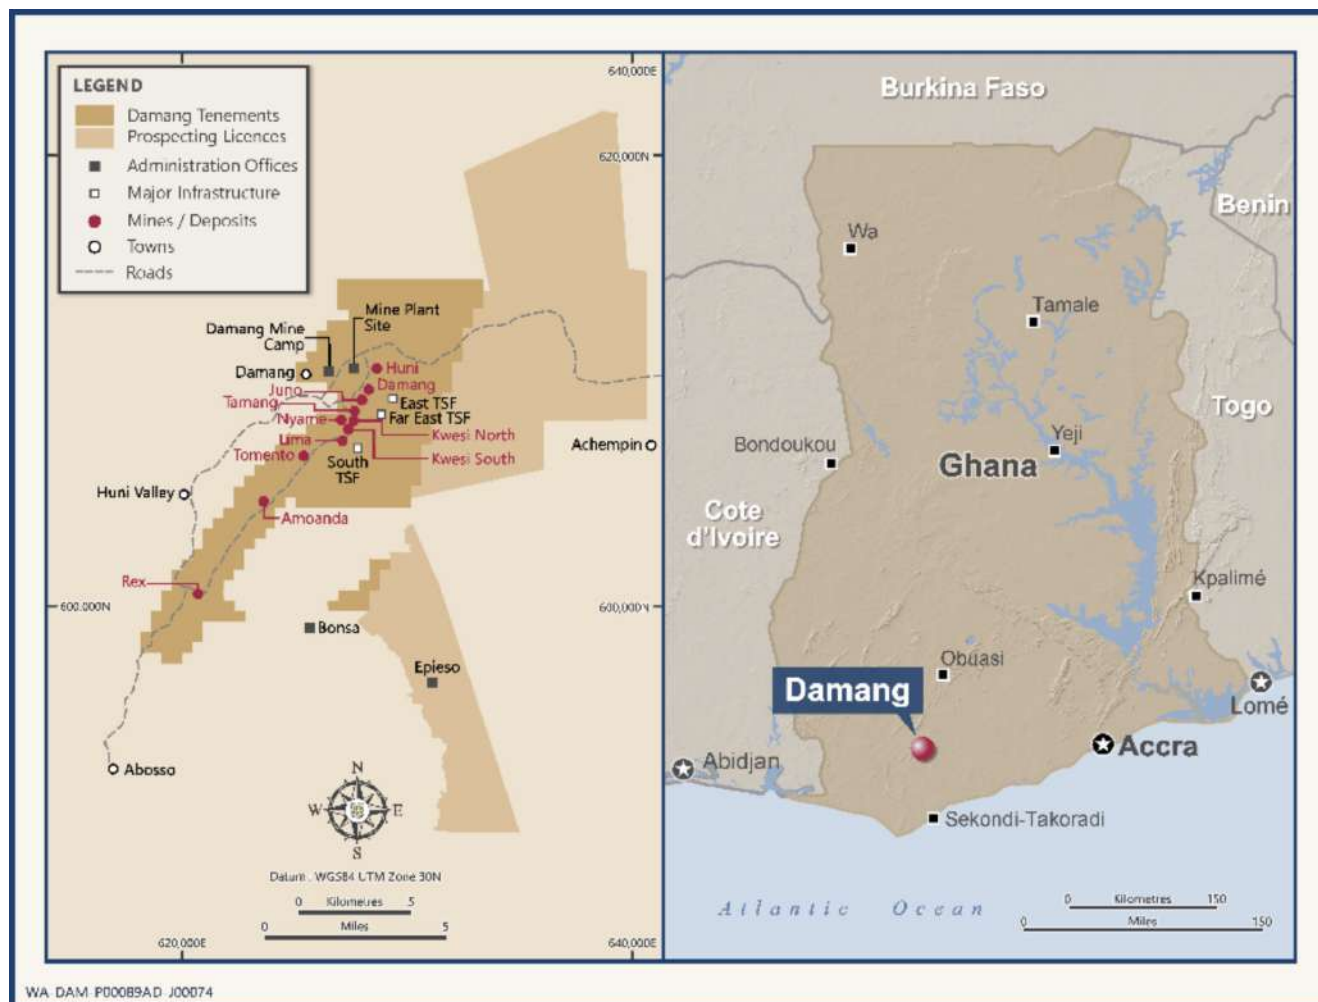 LEGEND
Damang Tenements
Prospecting Licences
Administration Offices
Major Infrastructure
Mines / Deposits
Towns
Roads
640,000E
620,000N
Mine Plant
Site
Damang Mine
Camp
Damang
Huni
Juno
Damang
Tamang
East TSF
Nyame
Far East TSF
Lima
Kwesi North
Tomento
Kwesi South
South
TSF
Achempin
Huni Valley
Amoanda
Rex
600,000N
600,000N
Bonsa
Epieso
Abosso
N
W
E
S
Datum : WGS84 UTM Zone 30N
0 Kilometres 5
0 Miles 5
620,000E
640,000E
Burkina Faso
Benin
Wa
Tamale
Togo
Yeji
Bondoukou
Ghana
Cote
d'Ivoire
Kpalimé
Obuasi
Damang
Lomé
Accra
Abidjan
Sekondi-Takoradi
Atlantic Ocean
0 Kilometres 150
0 Miles 150
WA DAM P00089AD J00074